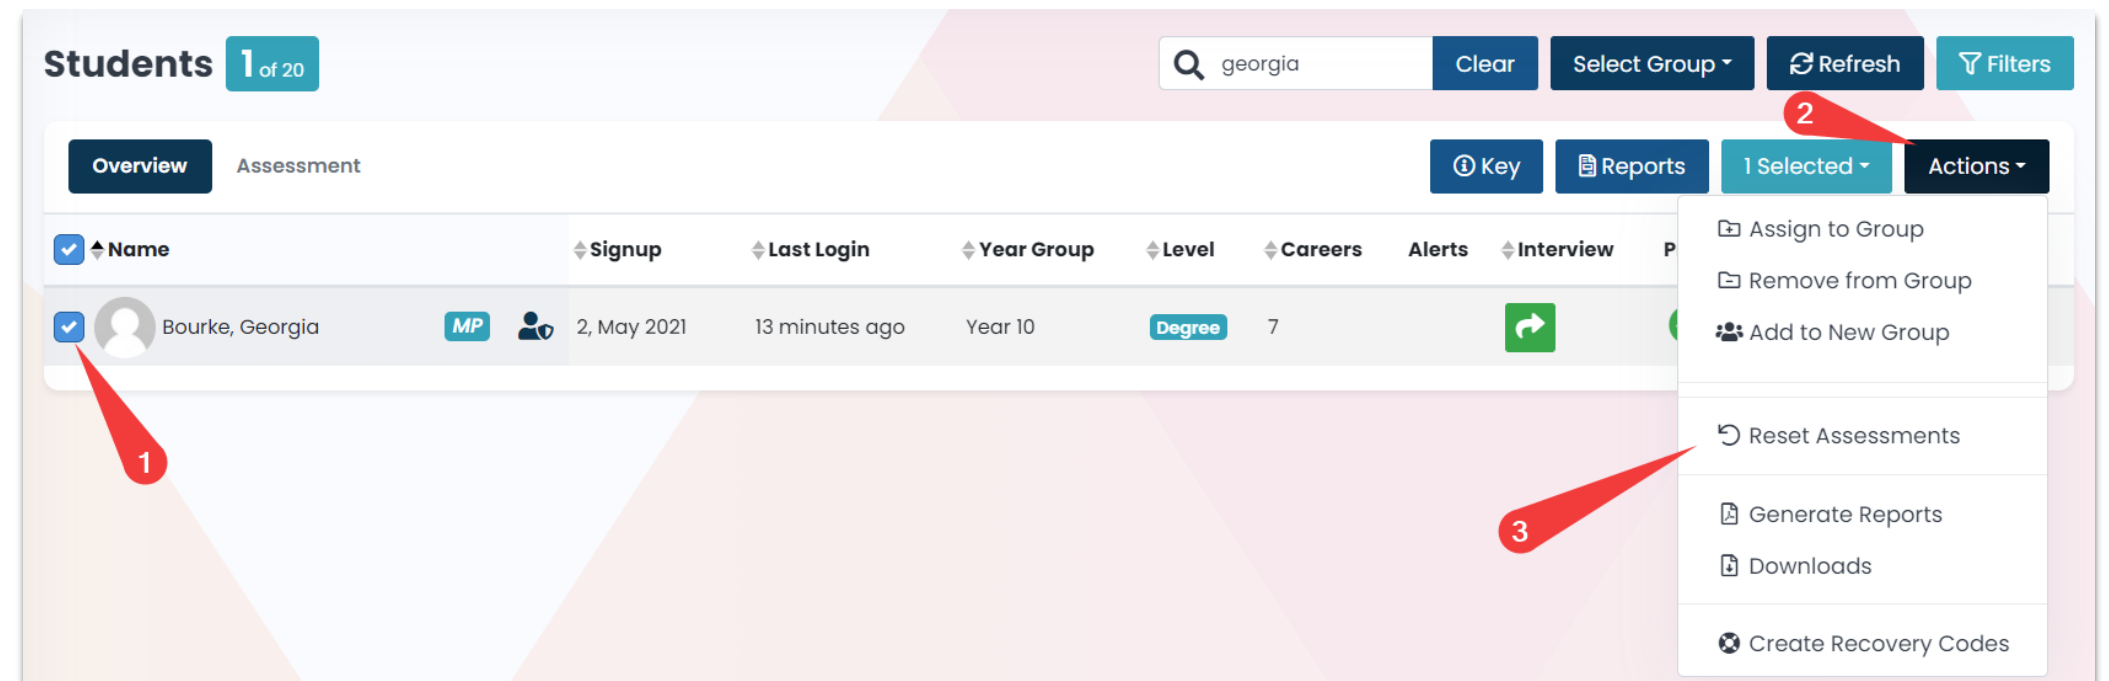 Students 1 of 20 georgia Clear Select Group Refresh Filters
2
Overview Assessment Key Reports 1 Selected Actions
Name Signup Last Login Year Group Level Careers Alerts Interview P
Bourke, Georgia MP 2, May 2021 13 minutes ago Year 10 Degree 7
Assign to Group
Remove from Group
Add to New Group
1
Reset Assessments
3
Generate Reports
Downloads
Create Recovery Codes